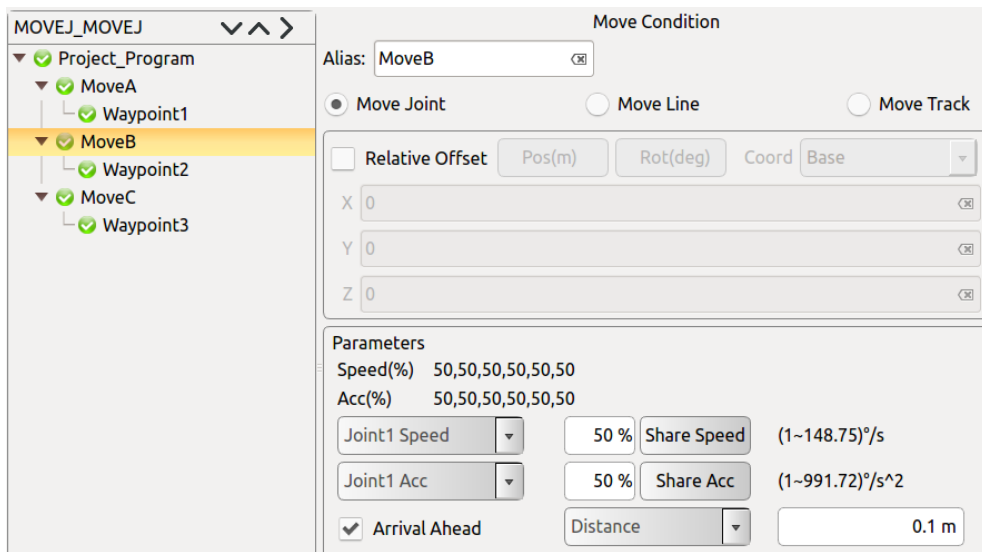 MOVEJ_MOVEJ
Project_Program
MoveA
Waypoint1
MoveB
Waypoint2
MoveC
Waypoint3
Move Condition
Alias: MoveB
Move Joint Move Line Move Track
Relative Offset Pos(m) Rot(deg) Coord Base
X 0
Y 0
Z 0
Parameters
Speed(%) 50,50,50,50,50,50
Acc(%) 50,50,50,50,50,50
Joint1 Speed 50 % Share Speed (1~148.75)°/s
Joint1 Acc 50 % Share Acc (1~991.72)°/s^2
Arrival Ahead Distance 0.1 m